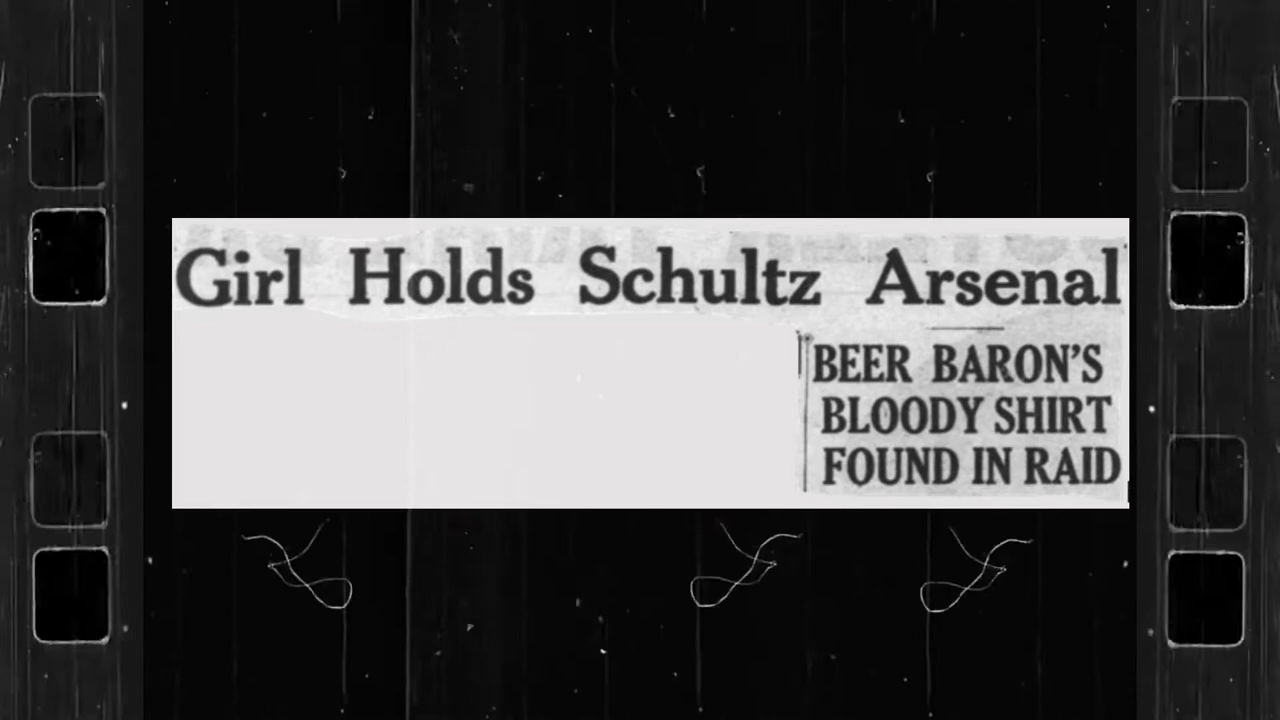 Girl Holds Schultz Arsenal
BEER BARON'S
BLOODY SHIRT
FOUND IN RAID